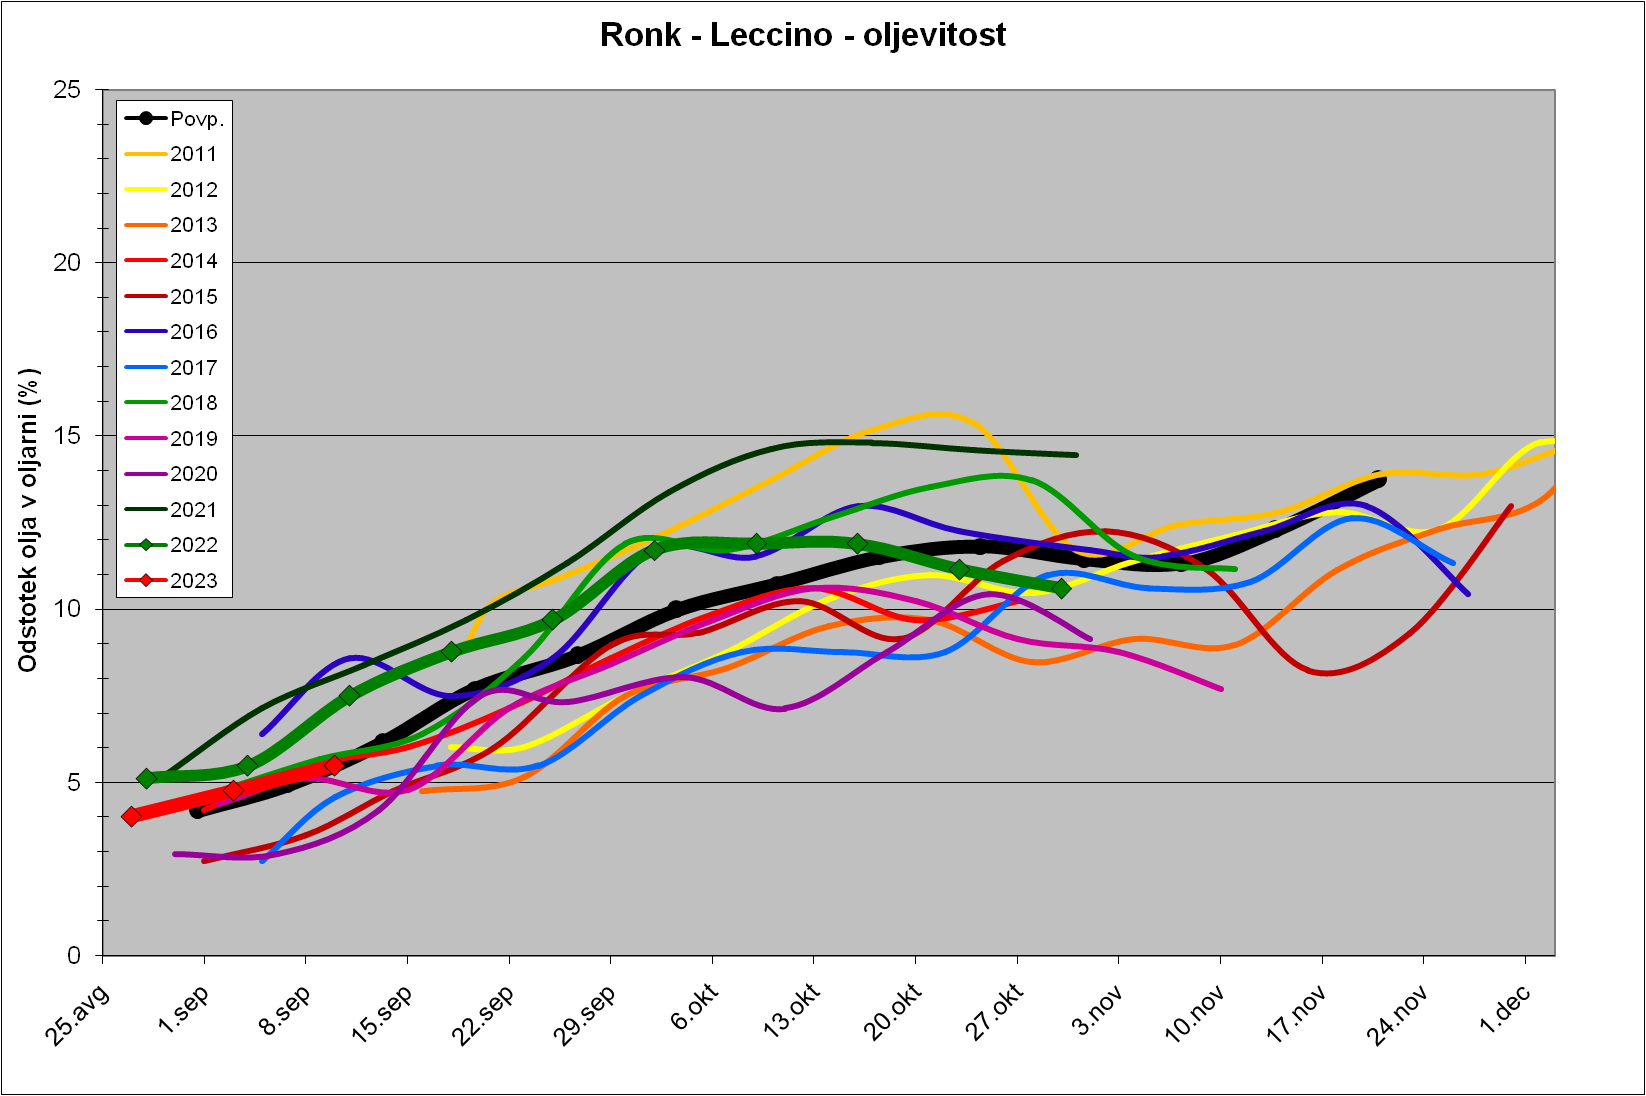 Ronk - Leccino - oljevitost
Odstotek olja v oljarni (%)
25
20
15
10
5
0
Povp.
2011
2012
2013
2014
2015
2016
2017
2018
2019
2020
2021
2022
2023
25.avg
1.sep
8.sep
15.sep
22.sep
29.sep
6.okt
13.okt
20.okt
27.okt
3.nov
10.nov
17.nov
24.nov
1.dec